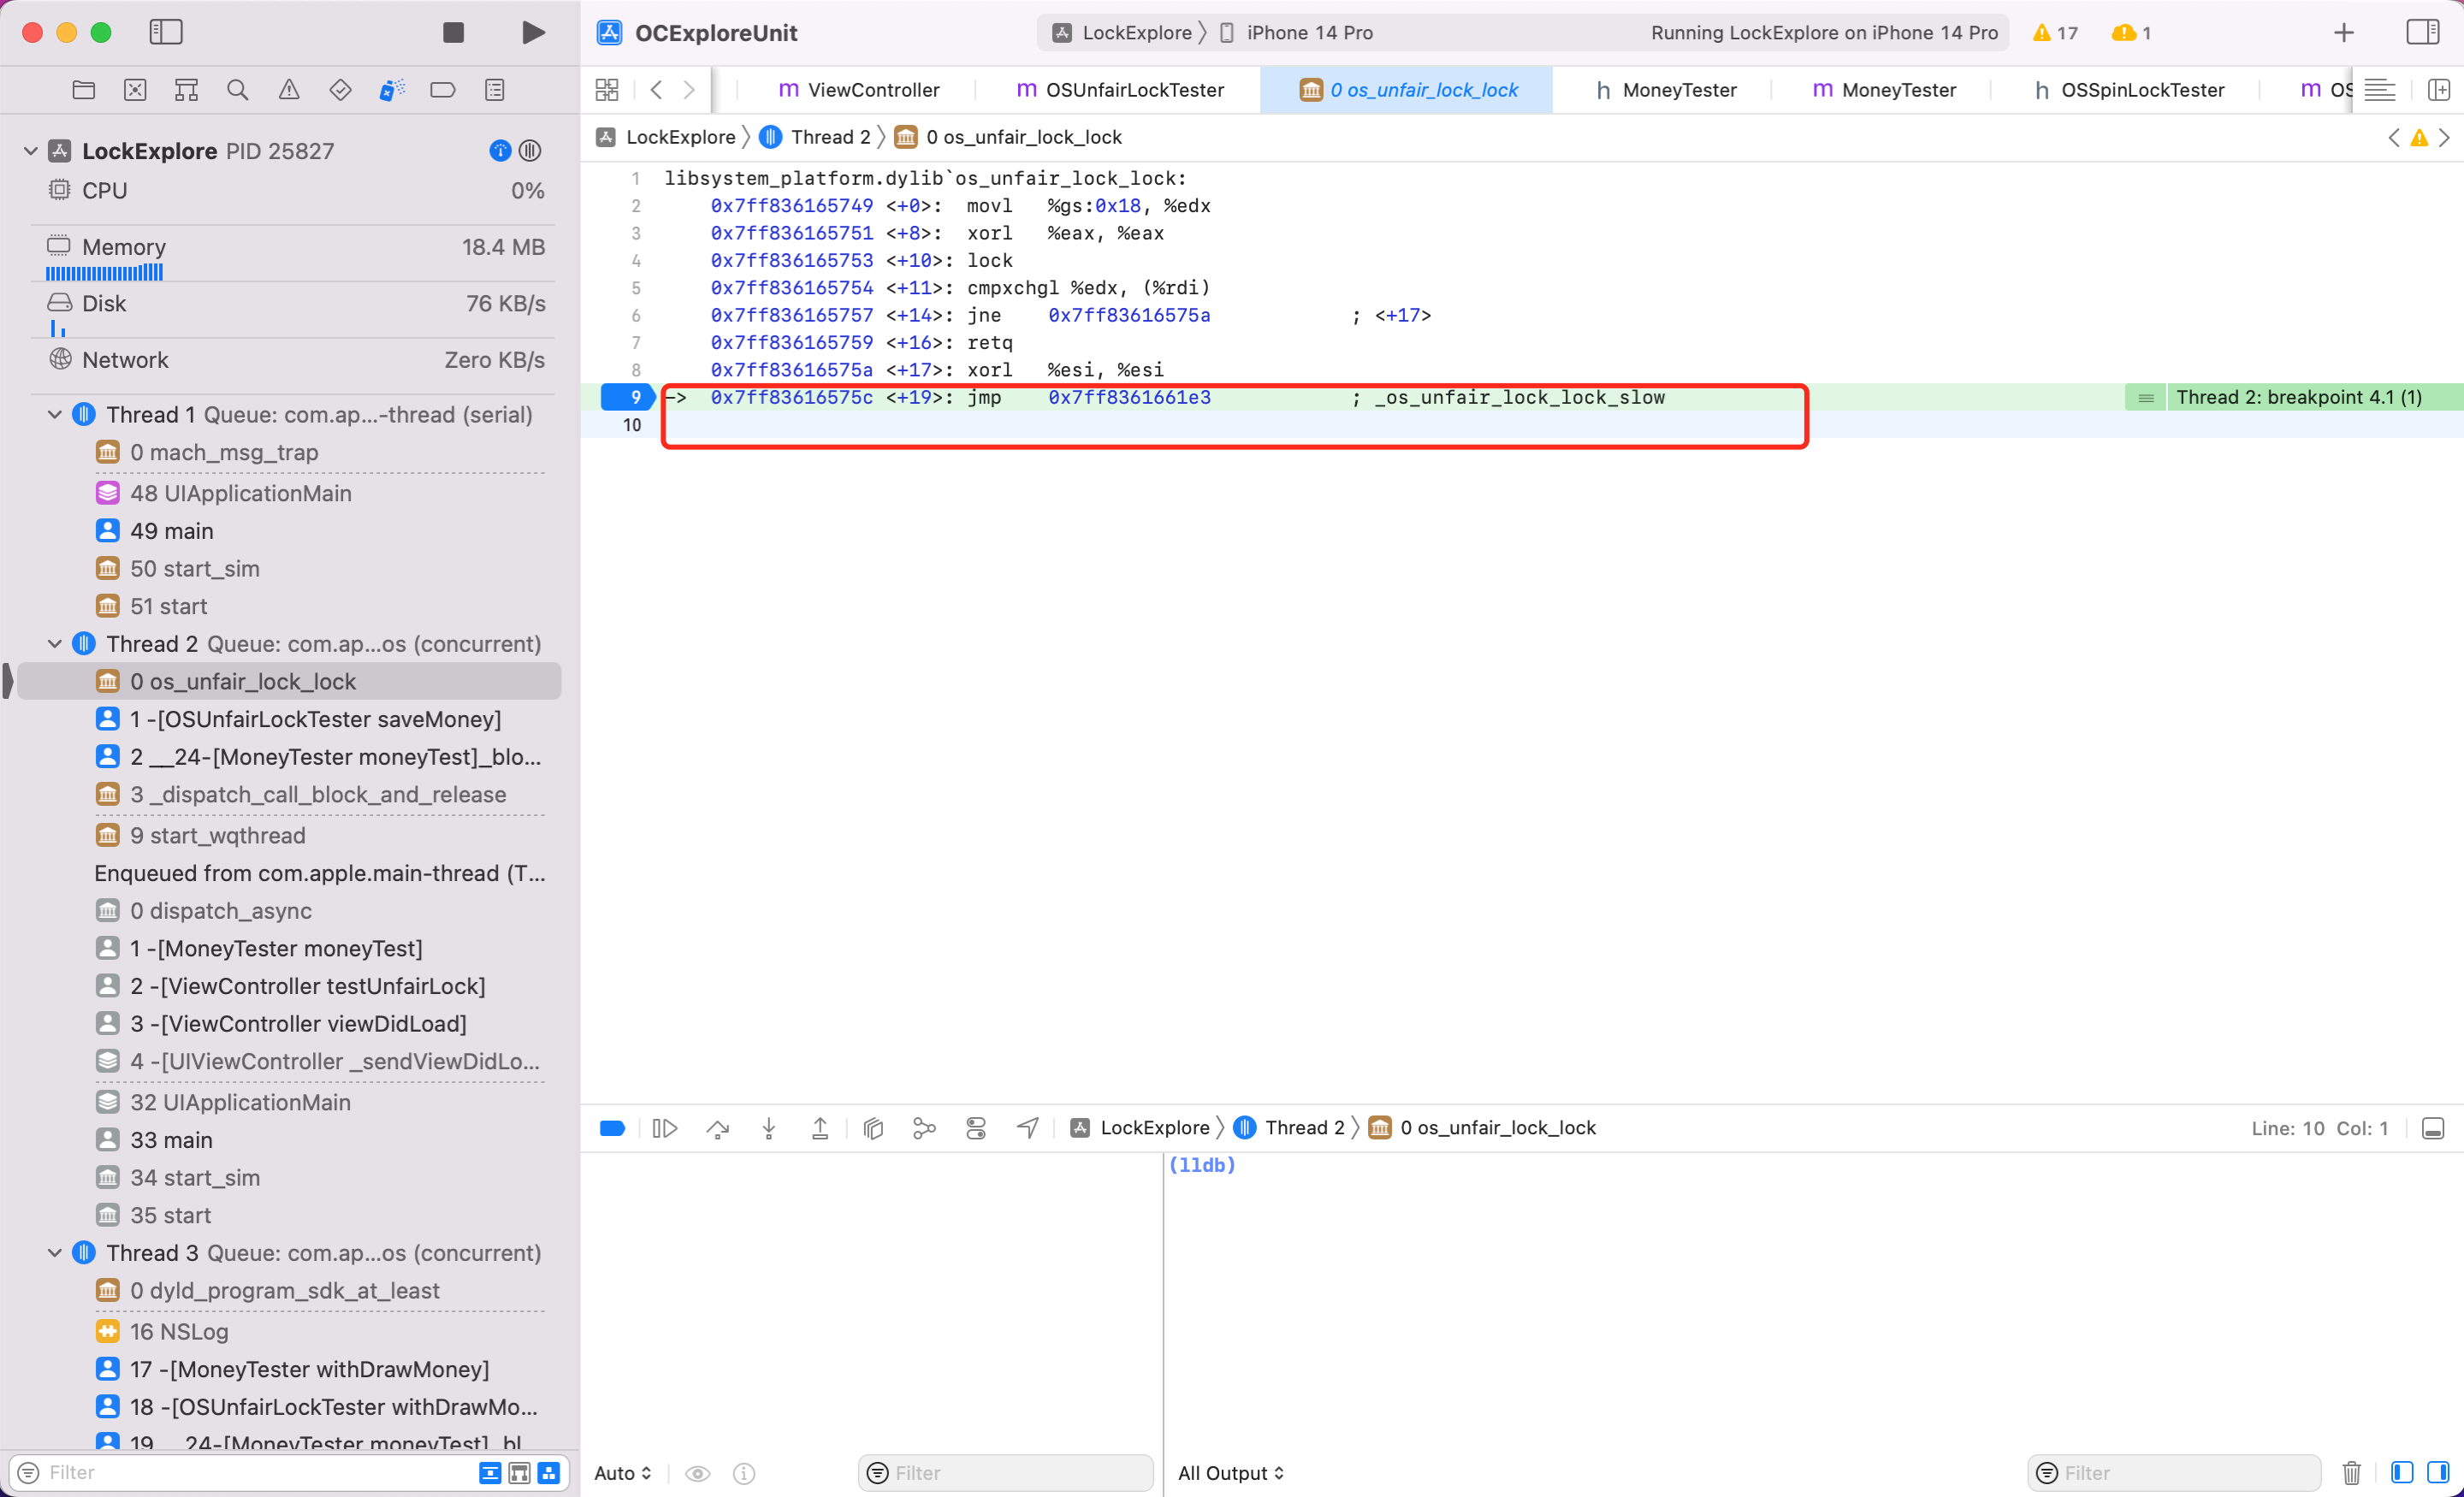 OCExploreUnit
LockExplore
iPhone 14 Pro
Running LockExplore on iPhone 14 Pro
17
1
ViewController
OSUnfairLockTester
0 os_unfair_lock_lock
MoneyTester
MoneyTester
OSSpinLockTester
LockExplore
Thread 2
0 os_unfair_lock_lock
LockExplore PID 25827
CPU 0%
Memory 18.4 MB
Disk 76 KB/s
Network Zero KB/s
Thread 1 Queue: com.ap...-thread (serial)
0 mach_msg_trap
48 UIApplicationMain
49 main
50 start_sim
51 start
Thread 2 Queue: com.ap...os (concurrent)
0 os_unfair_lock_lock
1 -[OSUnfairLockTester saveMoney]
2 __24-[MoneyTester moneyTest]_blo...
3 _dispatch_call_block_and_release
9 start_wqthread
Enqueued from com.apple.main-thread (T...
0 dispatch_async
1 -[MoneyTester moneyTest]
2 -[ViewController testUnfairLock]
3 -[ViewController viewDidLoad]
4 -[UIViewController _sendViewDidLo...
32 UIApplicationMain
33 main
34 start_sim
35 start
Thread 3 Queue: com.ap...os (concurrent)
0 dyld_program_sdk_at_least
16 NSLog
17 -[MoneyTester withDrawMoney]
18 -[OSUnfairLockTester withDrawMo...
19 __24-[MoneyTester moneyTest]_bl
Filter
1 libsystem_platform.dylib`os_unfair_lock_lock:
2 0x7ff836165749 <+0>: movl %gs:0x18, %edx
3 0x7ff836165751 <+8>: xorl %eax, %eax
4 0x7ff836165753 <+10>: lock
5 0x7ff836165754 <+11>: cmpxchgl %edx, (%rdi)
6 0x7ff836165757 <+14>: jne 0x7ff83616575a ; <+17>
7 0x7ff836165759 <+16>: retq
8 0x7ff83616575a <+17>: xorl %esi, %esi
9 -> 0x7ff83616575c <+19>: jmp 0x7ff8361661e3 ; _os_unfair_lock_lock_slow
Thread 2: breakpoint 4.1 (1)
10
LockExplore
Thread 2
0 os_unfair_lock_lock
Line: 10 Col: 1
(lldb)
Auto
Filter
All Output
Filter